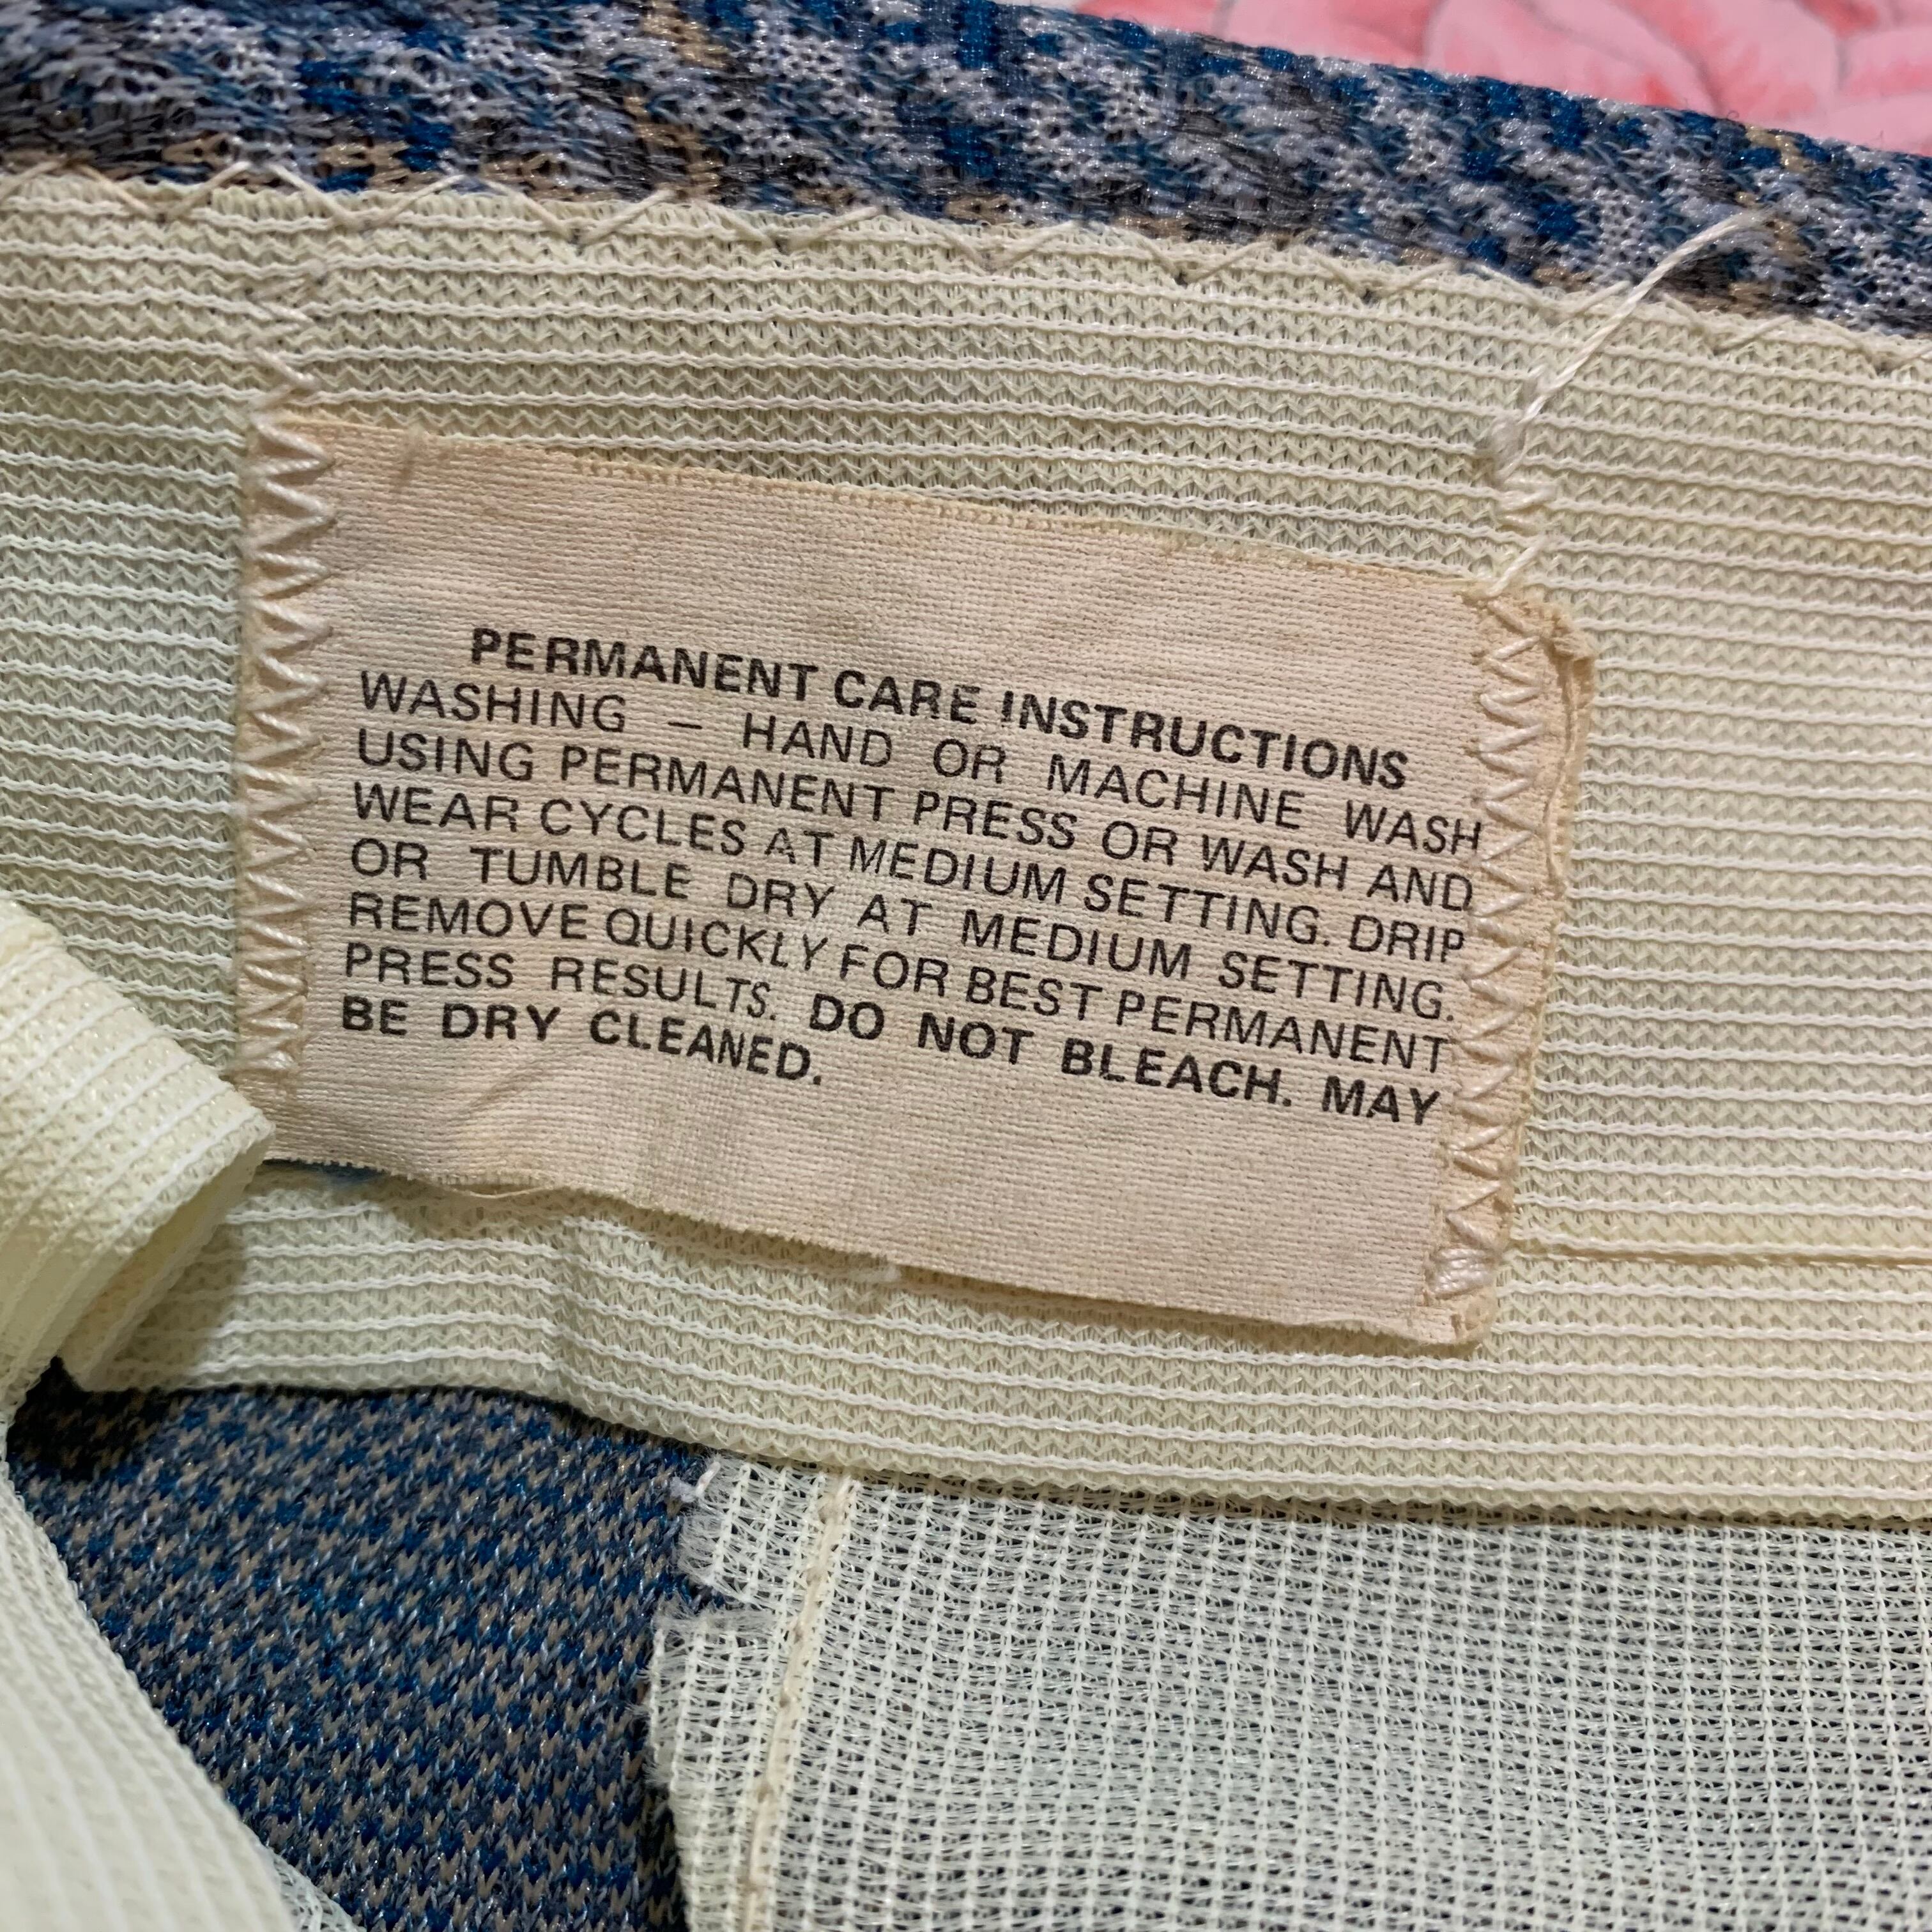 PERMANENT CARE INSTRUCTIONS
WASHING — HAND OR MACHINE WASH
USING PERMANENT PRESS OR WASH AND
WEAR CYCLES AT MEDIUM SETTING. DRIP
OR TUMBLE DRY AT MEDIUM SETTING.
REMOVE QUICKLY FOR BEST PERMANENT
PRESS RESULTS. DO NOT BLEACH. MAY
BE DRY CLEANED.